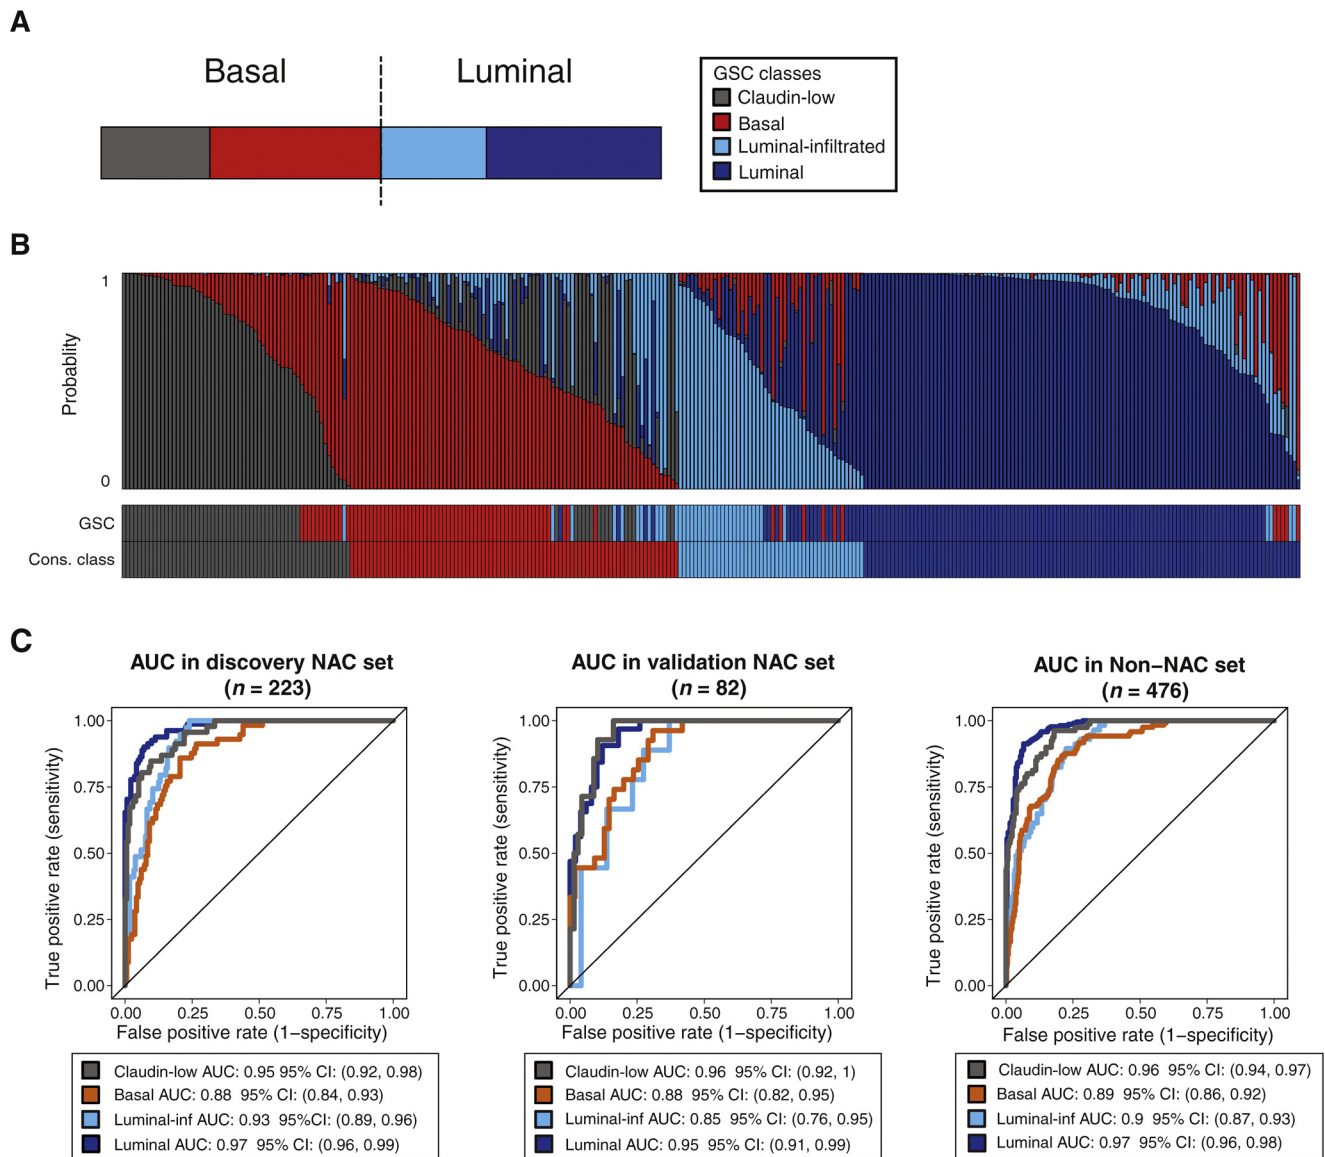 A
Basal
Luminal
GSC classes
Claudin-low
Basal
Luminal-infiltrated
Luminal
B
1
Probablity
0
GSC
Cons. class
C
AUC in discovery NAC set
(n = 223)
1.00
0.75
0.50
0.25
0.00
True positive rate (sensitivity)
0.00 0.25 0.50 0.75 1.00
False positive rate (1–specificity)
Claudin-low AUC: 0.95 95% CI: (0.92, 0.98)
Basal AUC: 0.88 95% CI: (0.84, 0.93)
Luminal-inf AUC: 0.93 95%CI: (0.89, 0.96)
Luminal AUC: 0.97 95% CI: (0.96, 0.99)
AUC in validation NAC set
(n = 82)
1.00
0.75
0.50
0.25
0.00
True positive rate (sensitivity)
0.00 0.25 0.50 0.75 1.00
False positive rate (1–specificity)
Claudin-low AUC: 0.96 95% CI: (0.92, 1)
Basal AUC: 0.88 95% CI: (0.82, 0.95)
Luminal-inf AUC: 0.85 95% CI: (0.76, 0.95)
Luminal AUC: 0.95 95% CI: (0.91, 0.99)
AUC in Non–NAC set
(n = 476)
1.00
0.75
0.50
0.25
0.00
True positive rate (sensitivity)
0.00 0.25 0.50 0.75 1.00
False positive rate (1–specificity)
Claudin-low AUC: 0.96 95% CI: (0.94, 0.97)
Basal AUC: 0.89 95% CI: (0.86, 0.92)
Luminal-inf AUC: 0.9 95% CI: (0.87, 0.93)
Luminal AUC: 0.97 95% CI: (0.96, 0.98)